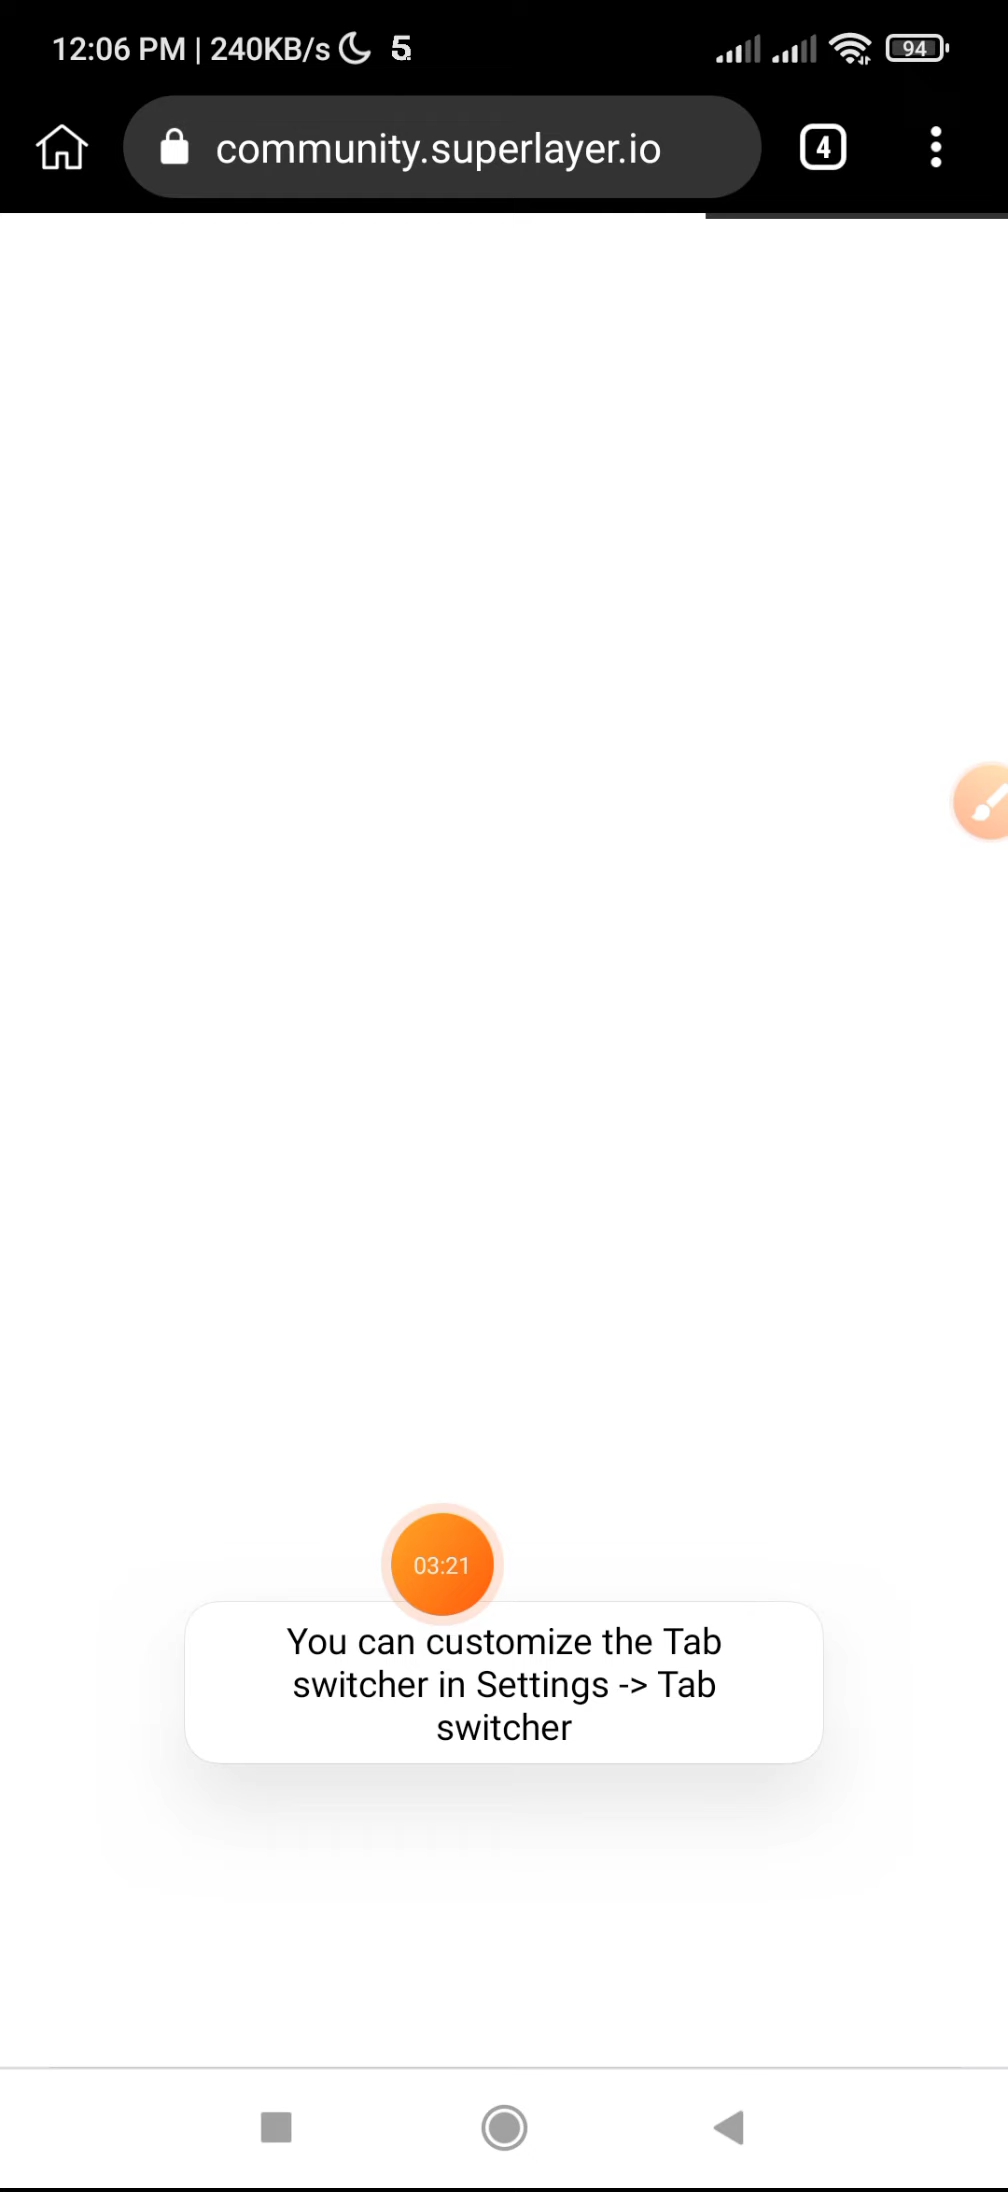 12:06 PM | 240KB/s 5 94
community.superlayer.io 4
03:21
You can customize the Tab
switcher in Settings -> Tab
switcher